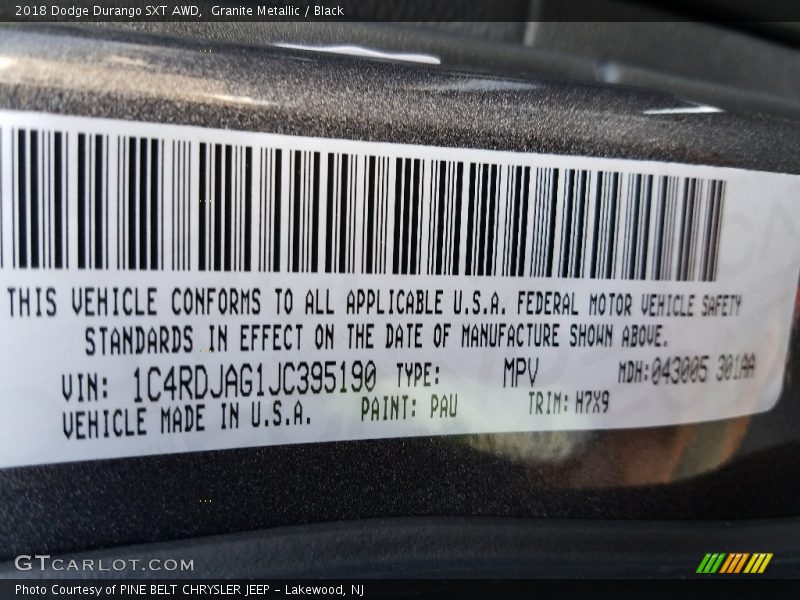 2018 Dodge Durango SXT AWD, Granite Metallic / Black
THIS VEHICLE CONFORMS TO ALL APPLICABLE U.S.A. FEDERAL MOTOR VEHICLE SAFETY
STANDARDS IN EFFECT ON THE DATE OF MANUFACTURE SHOWN ABOVE.
VIN: 1C4RDJAG1JC395190 TYPE: MPV MDH:043005 301AA
VEHICLE MADE IN U.S.A. PAINT: PAU TRIM: H7X9
GTCARLOT.COM
Photo Courtesy of PINE BELT CHRYSLER JEEP - Lakewood, NJ